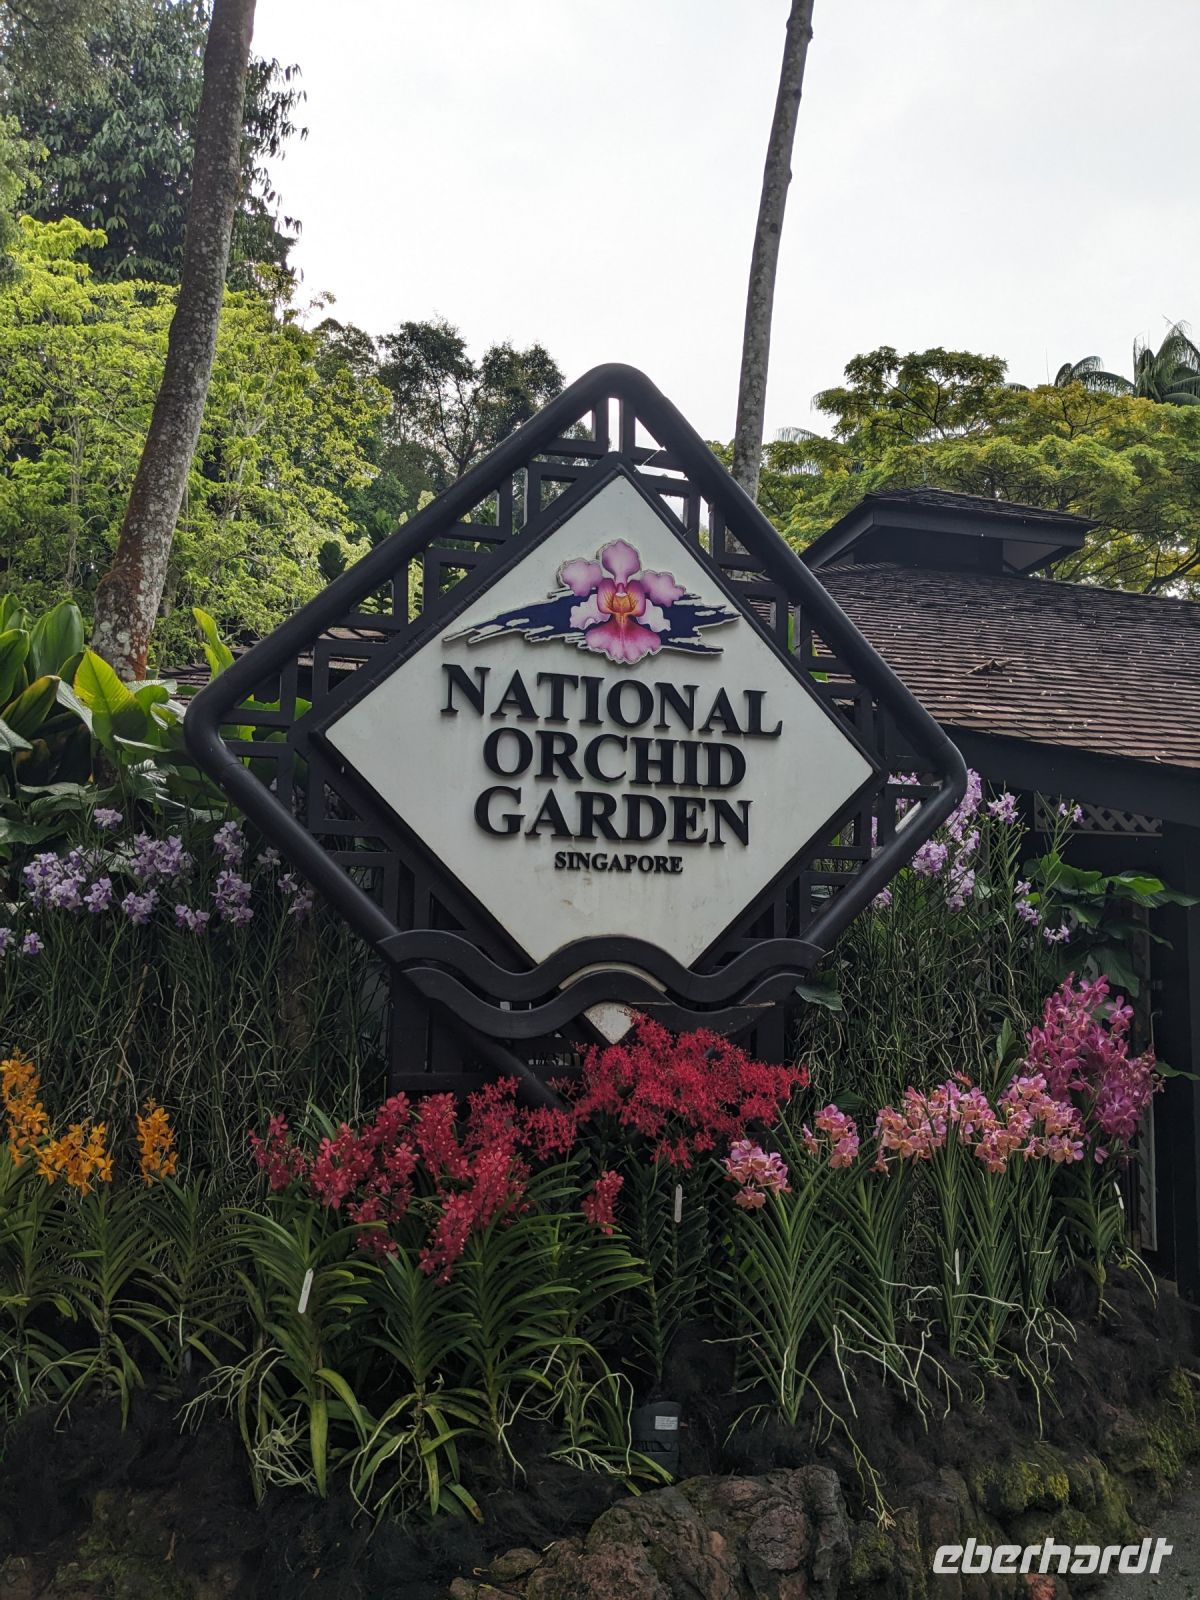 NATIONAL
ORCHID
GARDEN
SINGAPORE
eberhardt